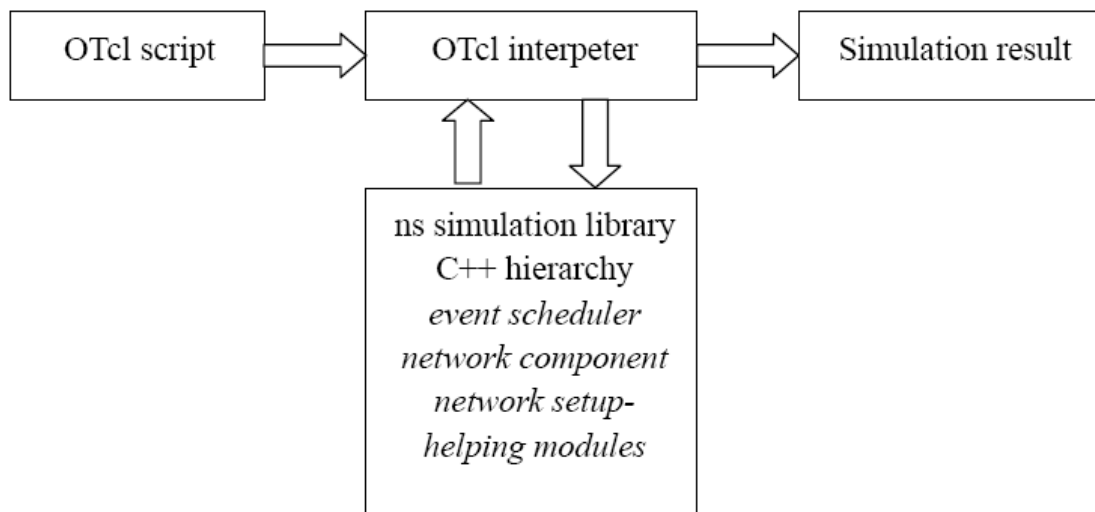 OTcl script
OTcl interpeter
Simulation result
ns simulation library
C++ hierarchy
event scheduler
network component
network setup-
helping modules